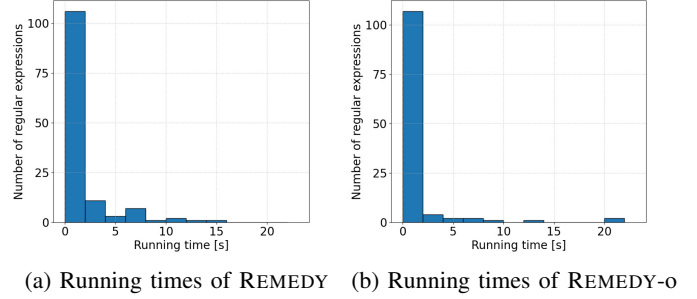 100
75
50
25
0
Number of regular expressions
0 5 10 15 20
Running time [s]
(a) Running times of REMEDY
100
75
50
25
0
Number of regular expressions
0 5 10 15 20
Running time [s]
(b) Running times of REMEDY-o